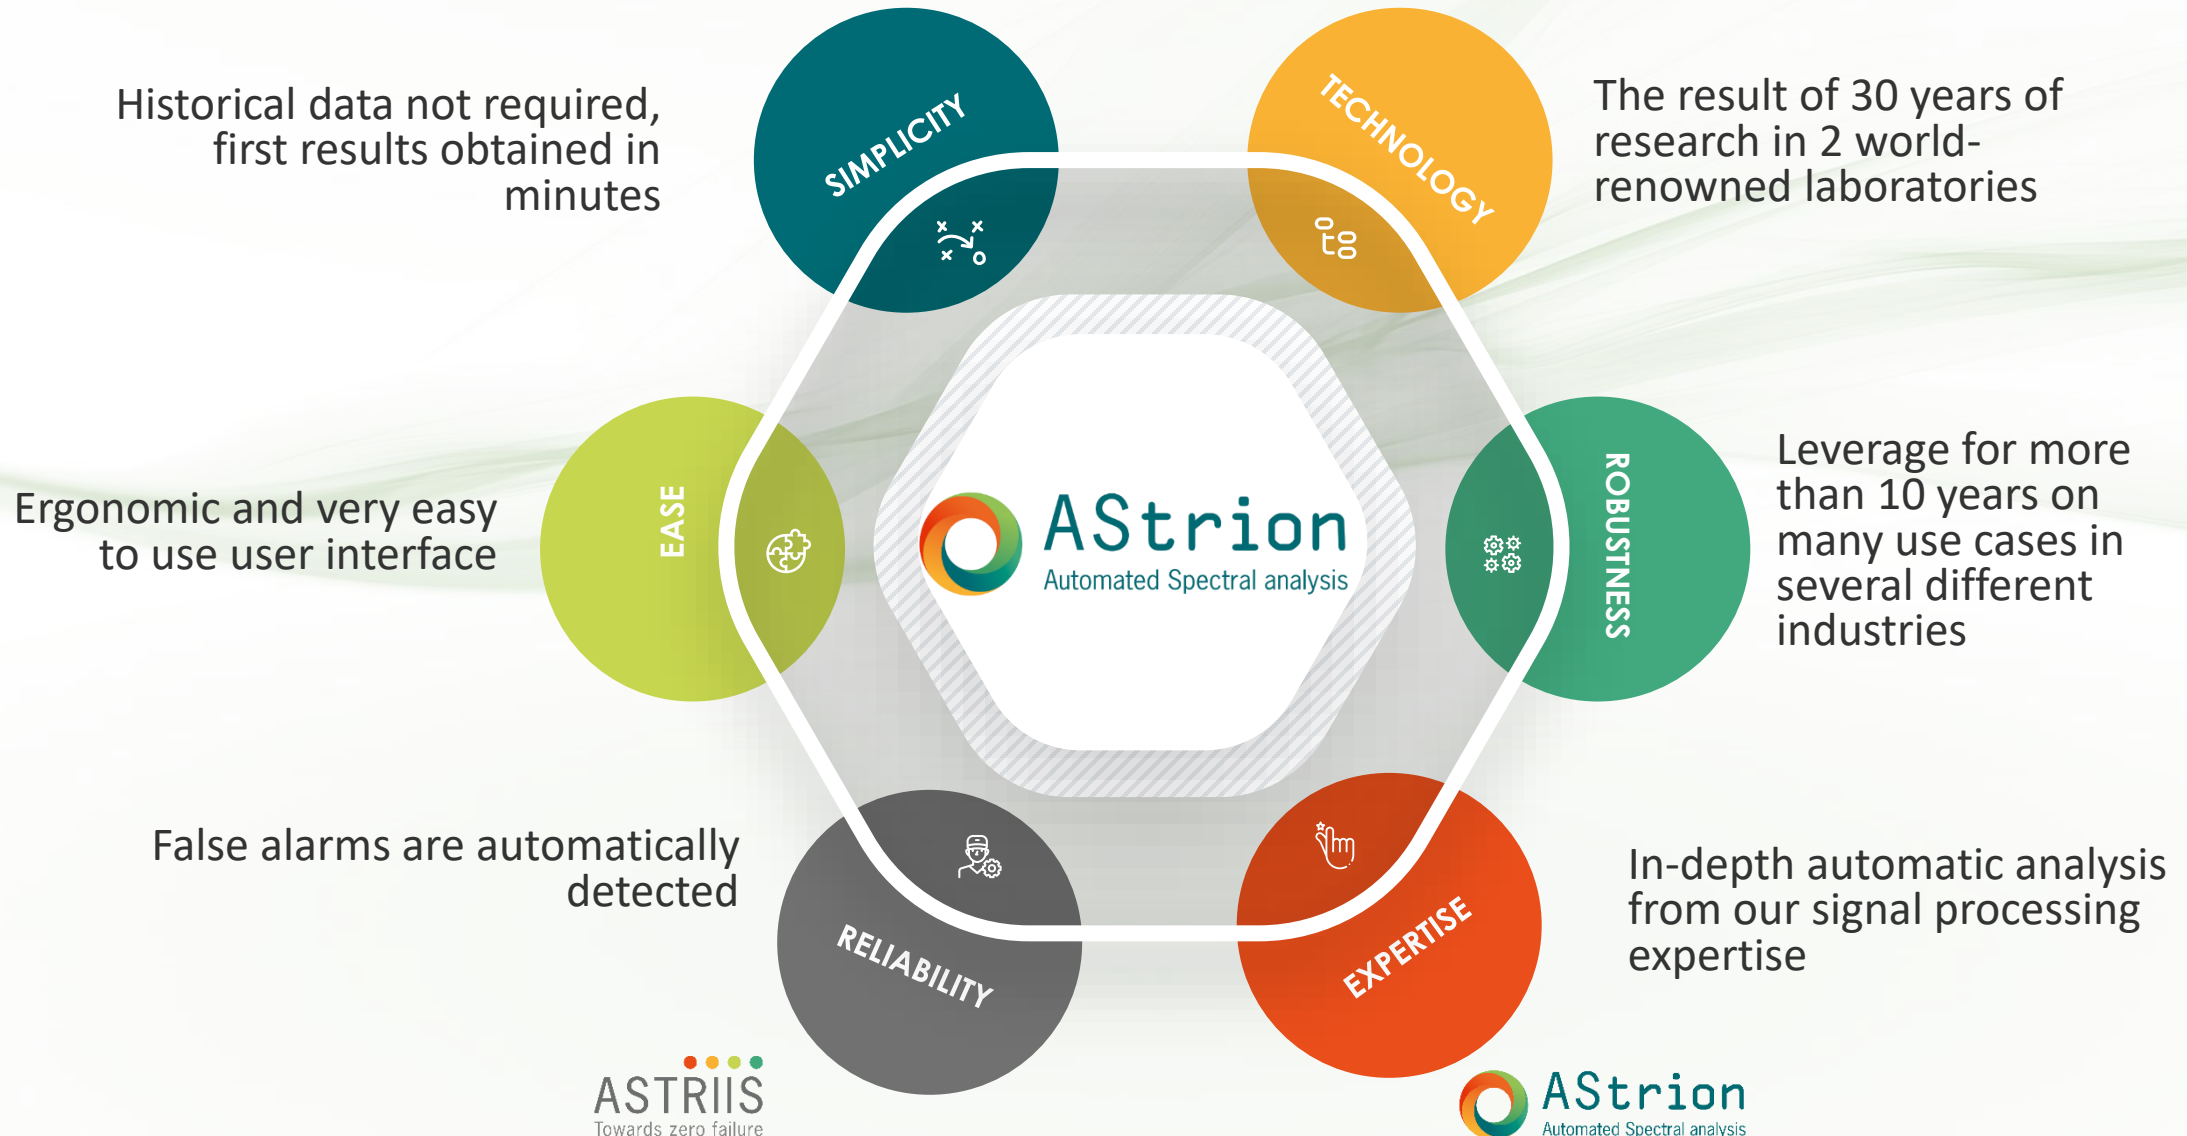 Historical data not required,
first results obtained in
minutes
SIMPLICITY
TECHNOLOGY
The result of 30 years of
research in 2 world-
renowned laboratories
Ergonomic and very easy
to use user interface
EASE
AStrion
Automated Spectral analysis
ROBUSTNESS
Leverage for more
than 10 years on
many use cases in
several different
industries
False alarms are automatically
detected
RELIABILITY
EXPERTISE
In-depth automatic analysis
from our signal processing
expertise
ASTRIIS
Towards zero failure
AStrion
Automated Spectral analysis